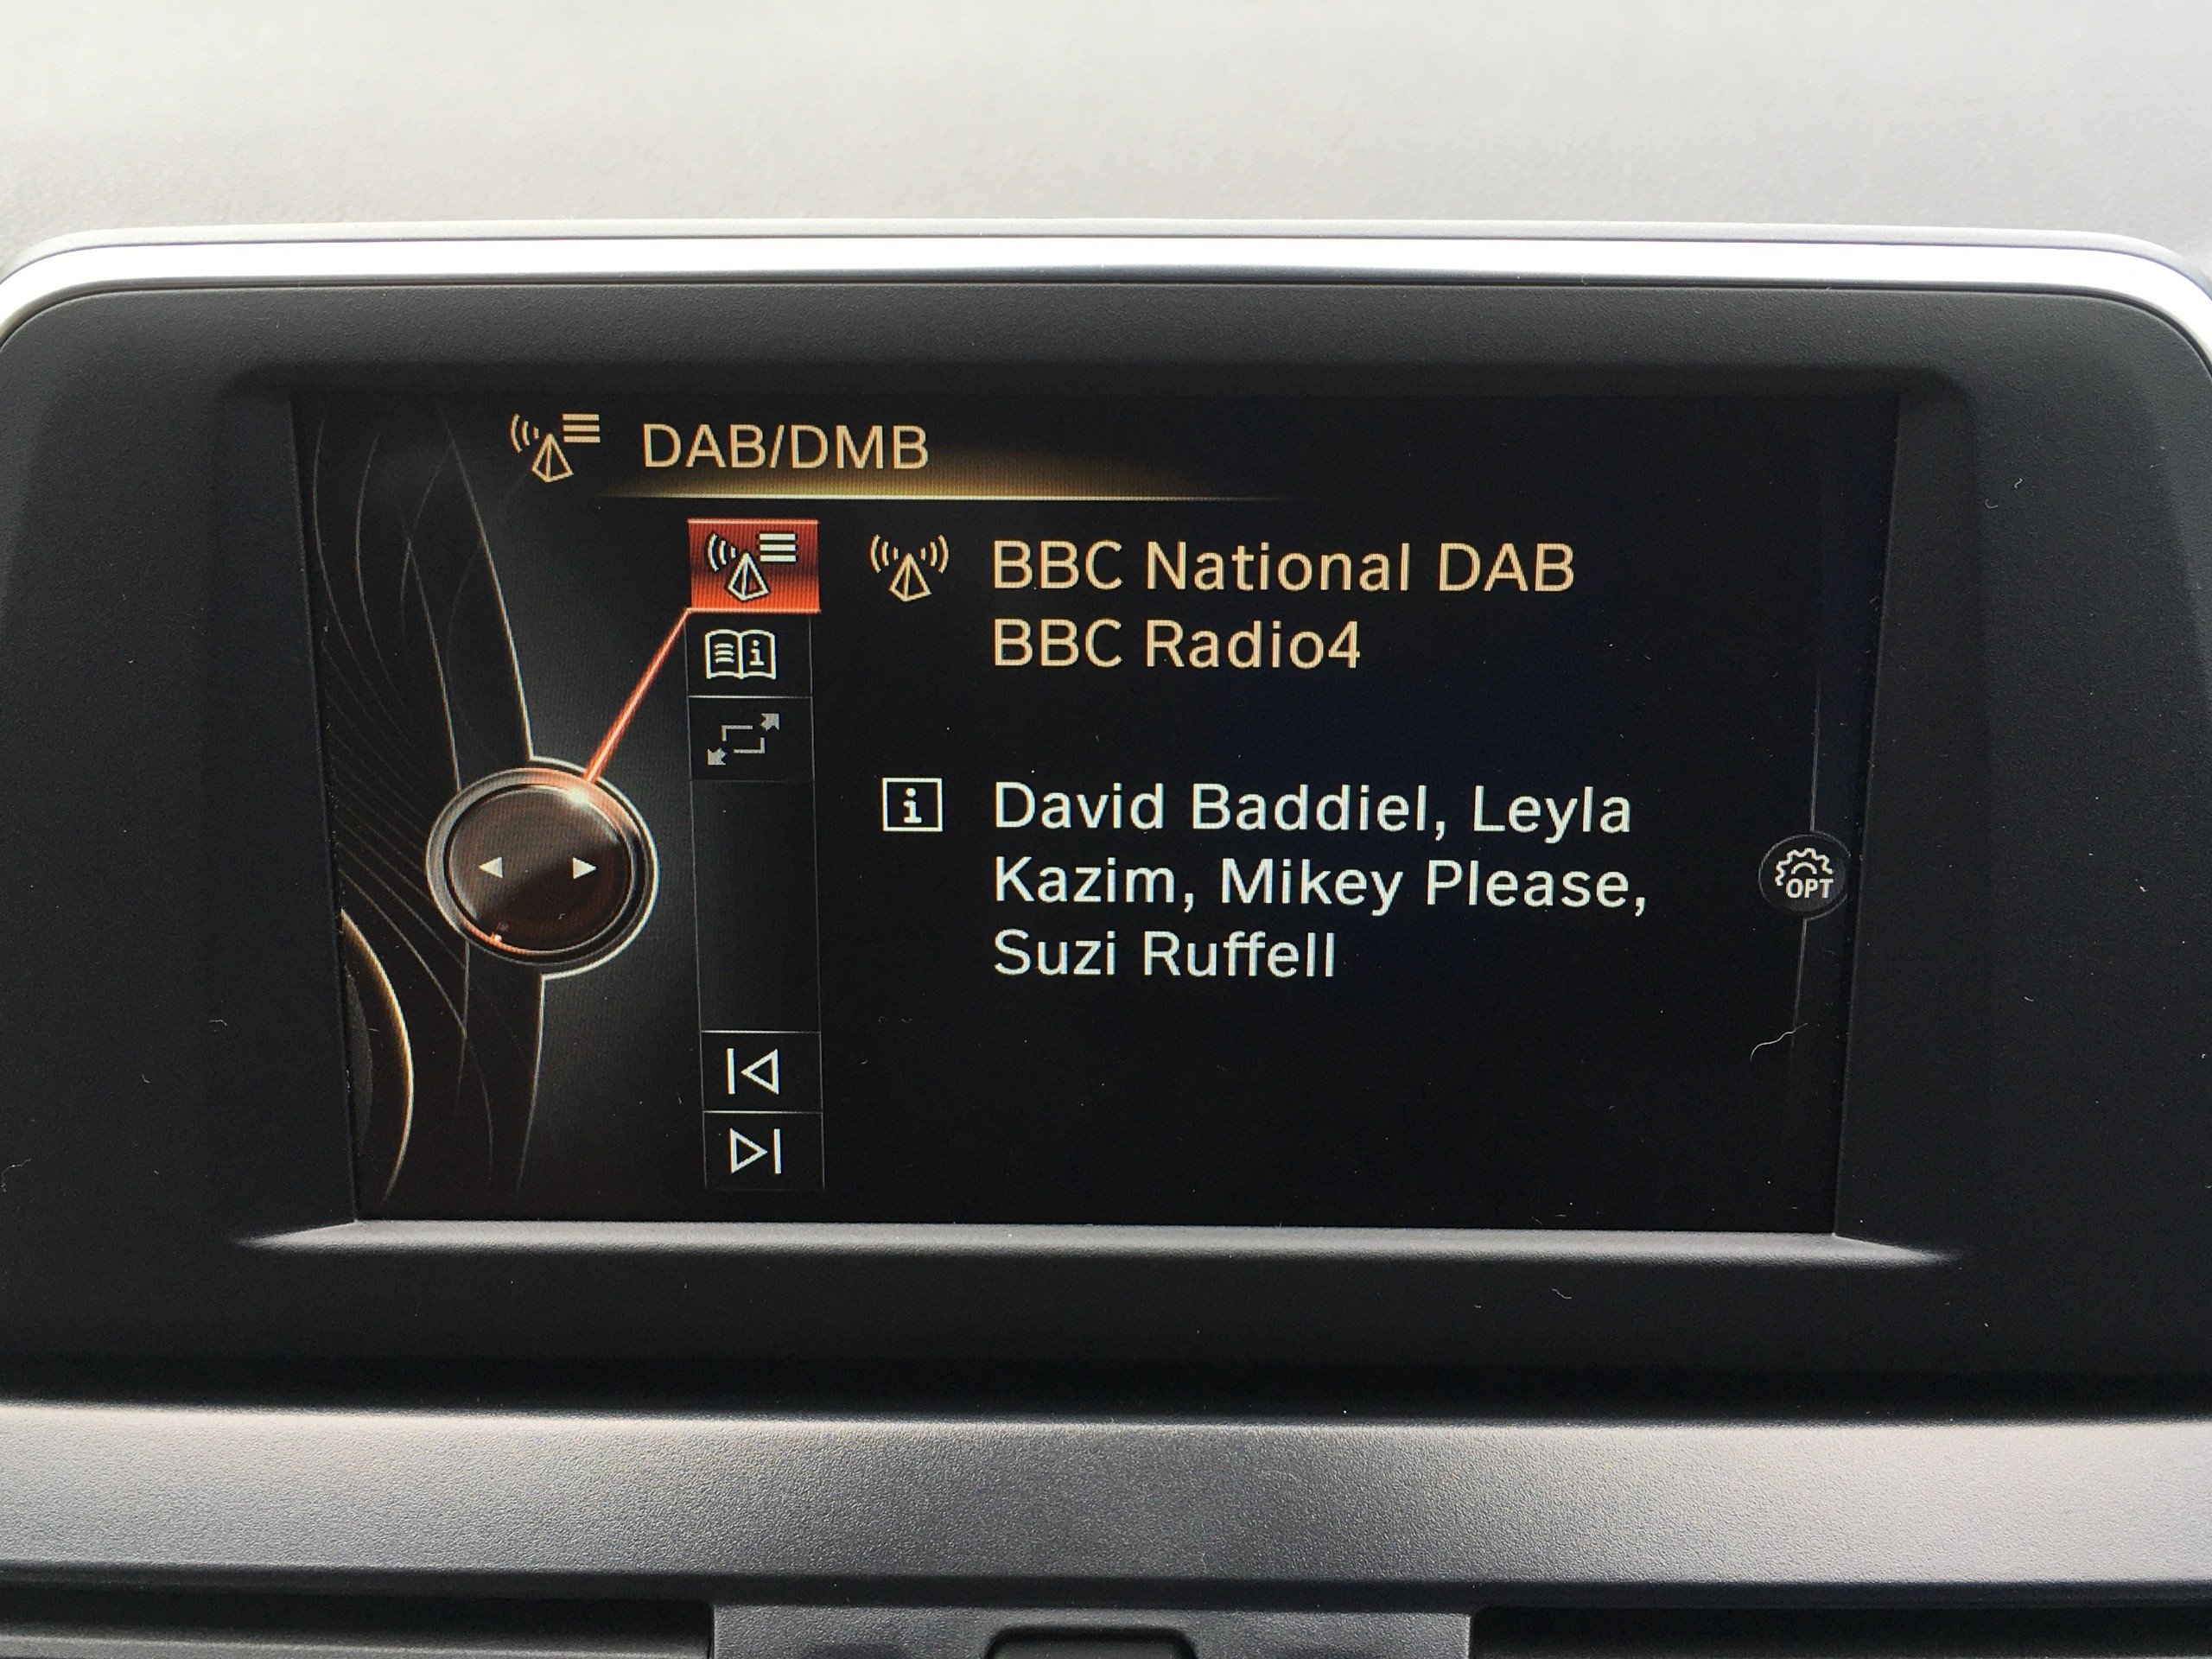 DAB/DMB
BBC National DAB
BBC Radio4
i David Baddiel, Leyla
Kazim, Mikey Please,
Suzi Ruffell
OPT